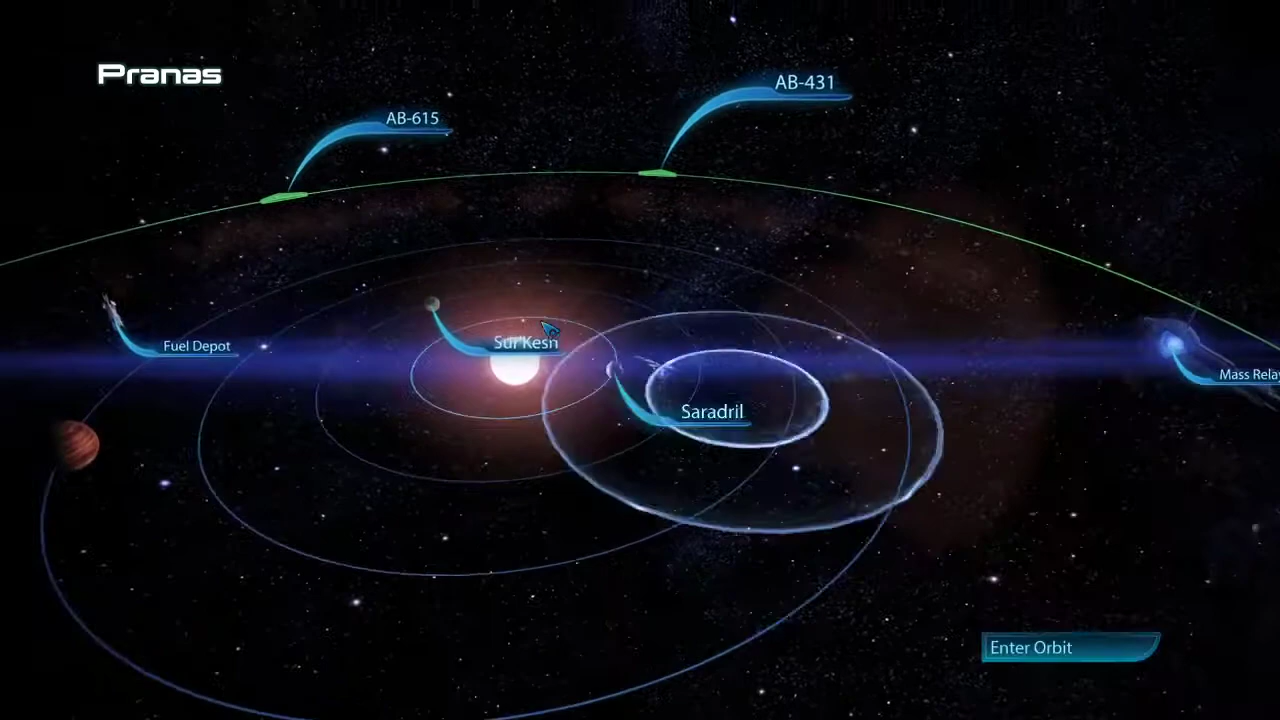 Pranas
AB-431
AB-615
Sur'Kesh
Fuel Depot
Mass Relay
Saradril
Enter Orbit